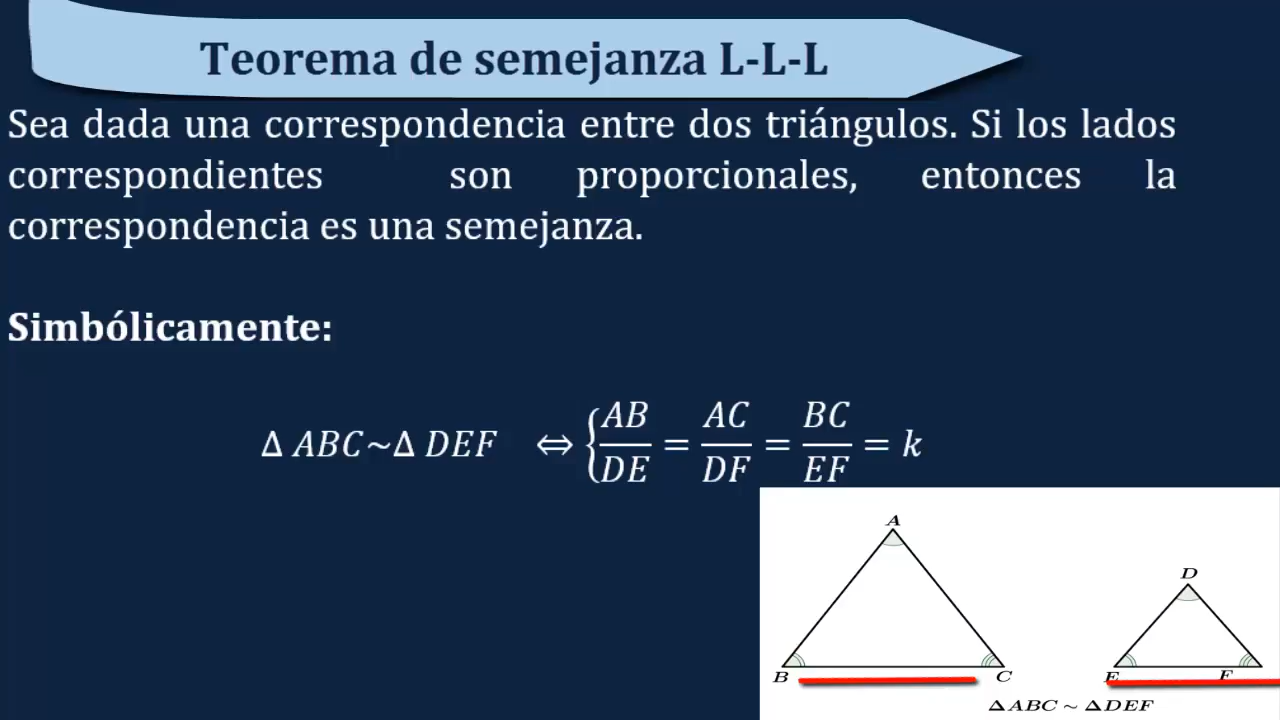 Teorema de semejanza L-L-L
Sea dada una correspondencia entre dos triángulos. Si los lados
correspondientes son proporcionales, entonces la
correspondencia es una semejanza.
Simbólicamente:
Δ ABC~Δ DEF ⇔ { AB/DE = AC/DF = BC/EF = k
A
D
B C E F
ΔABC ~ ΔDEF